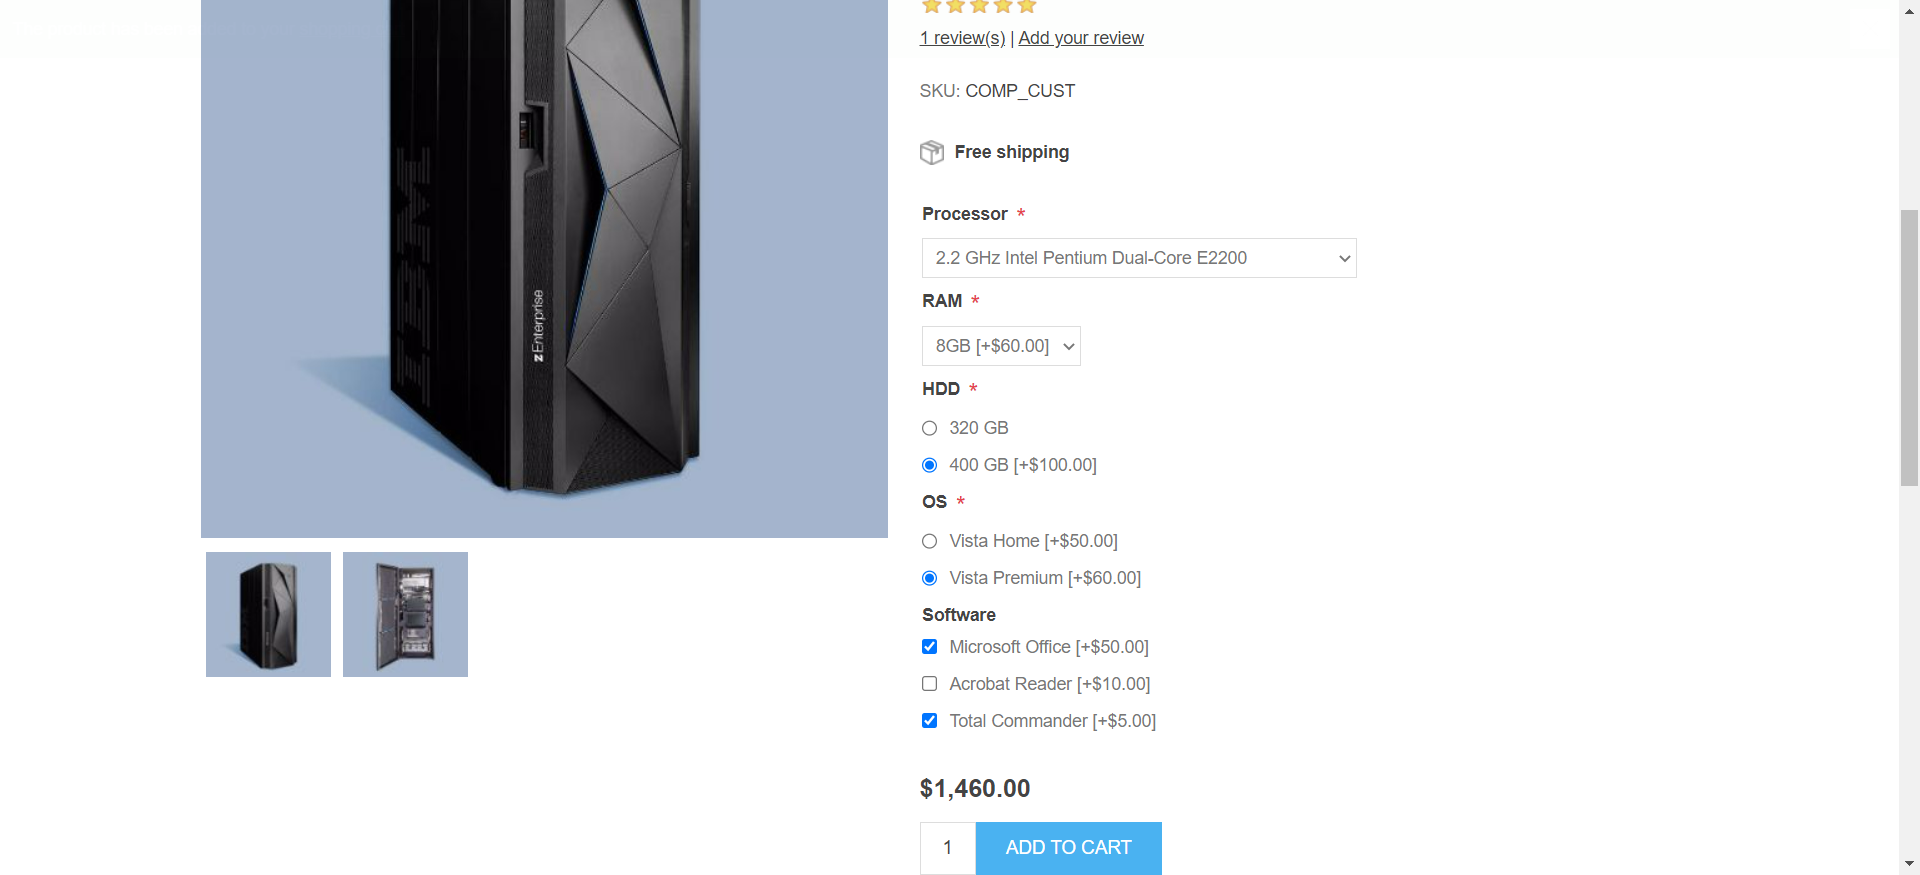 IBM
z Enterprise
1 review(s) | Add your review
SKU: COMP_CUST
Free shipping
Processor *
2.2 GHz Intel Pentium Dual-Core E2200
RAM *
8GB [+$60.00]
HDD *
320 GB
400 GB [+$100.00]
OS *
Vista Home [+$50.00]
Vista Premium [+$60.00]
Software
Microsoft Office [+$50.00]
Acrobat Reader [+$10.00]
Total Commander [+$5.00]
$1,460.00
1 ADD TO CART